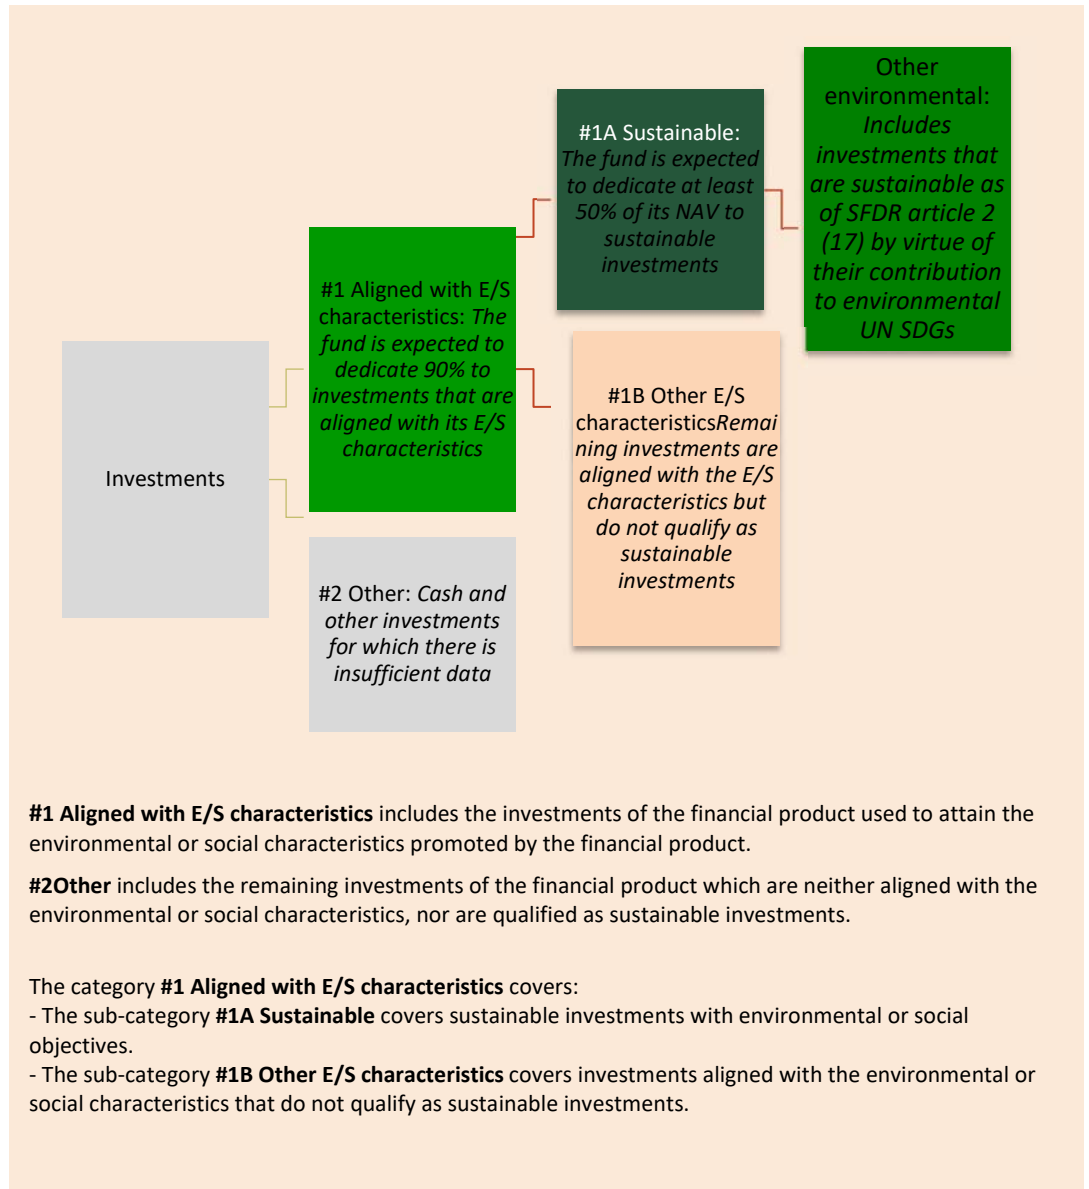 Other
environmental:
Includes
investments that
are sustainable as
of SFDR article 2
(17) by virtue of
their contribution
to environmental
UN SDGs
#1A Sustainable:
The fund is expected
to dedicate at least
50% of its NAV to
sustainable
investments
#1 Aligned with E/S
characteristics: The
fund is expected to
dedicate 90% to
investments that are
aligned with its E/S
characteristics
#1B Other E/S
characteristicsRemai
ning investments are
aligned with the E/S
characteristics but
do not qualify as
sustainable
investments
Investments
#2 Other: Cash and
other investments
for which there is
insufficient data
#1 Aligned with E/S characteristics includes the investments of the financial product used to attain the
environmental or social characteristics promoted by the financial product.
#2Other includes the remaining investments of the financial product which are neither aligned with the
environmental or social characteristics, nor are qualified as sustainable investments.
The category #1 Aligned with E/S characteristics covers:
- The sub-category #1A Sustainable covers sustainable investments with environmental or social
objectives.
- The sub-category #1B Other E/S characteristics covers investments aligned with the environmental or
social characteristics that do not qualify as sustainable investments.